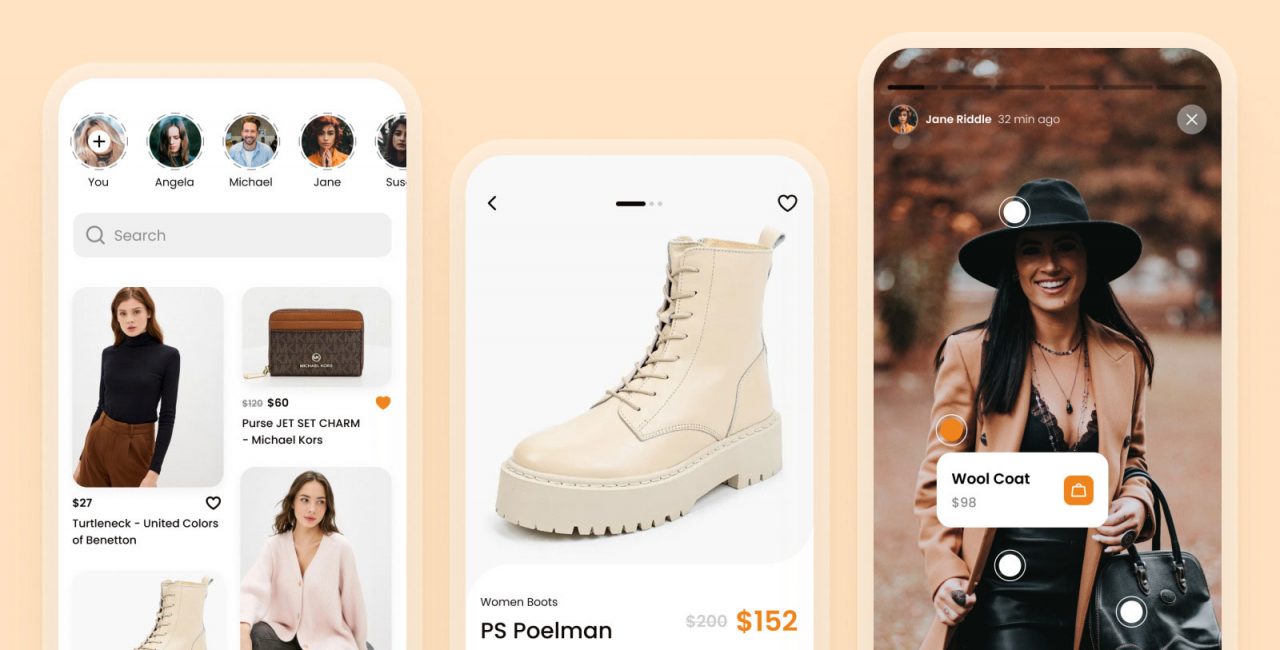 You
Angela
Michael
Jane
Search
MICHAEL KORS
$120 $60
Purse JET SET CHARM
- Michael Kors
$27
Turtleneck - United Colors
of Benetton
Women Boots
PS Poelman
$200 $152
Jane Riddle 32 min ago
Wool Coat
$98